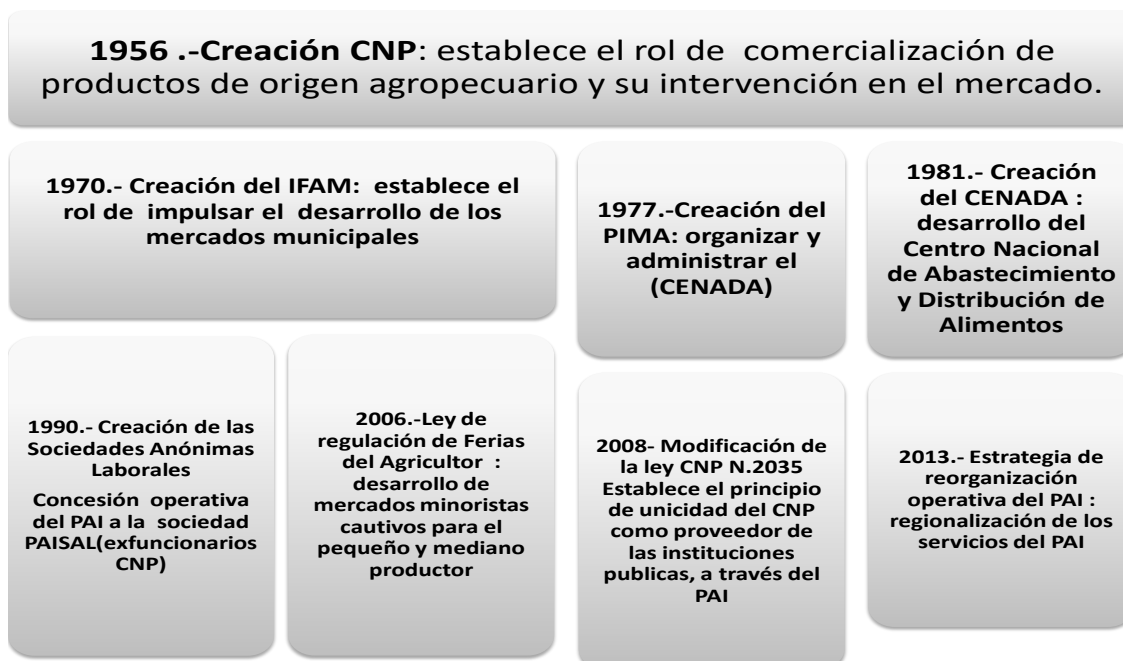 1956 .-Creación CNP: establece el rol de comercialización de
productos de origen agropecuario y su intervención en el mercado.
1970.- Creación del IFAM: establece el
rol de impulsar el desarrollo de los
mercados municipales
1977.-Creación del
PIMA: organizar y
administrar el
(CENADA)
1981.- Creación
del CENADA :
desarrollo del
Centro Nacional
de Abastecimiento
y Distribución de
Alimentos
1990.- Creación de las
Sociedades Anónimas
Laborales
Concesión operativa
del PAI a la sociedad
PAISAL(exfuncionarios
CNP)
2006.-Ley de
regulación de Ferias
del Agricultor :
desarrollo de
mercados minoristas
cautivos para el
pequeño y mediano
productor
2008- Modificación de
la ley CNP N.2035
Establece el principio
de unicidad del CNP
como proveedor de
las instituciones
publicas, a través del
PAI
2013.- Estrategia de
reorganización
operativa del PAI :
regionalización de los
servicios del PAI